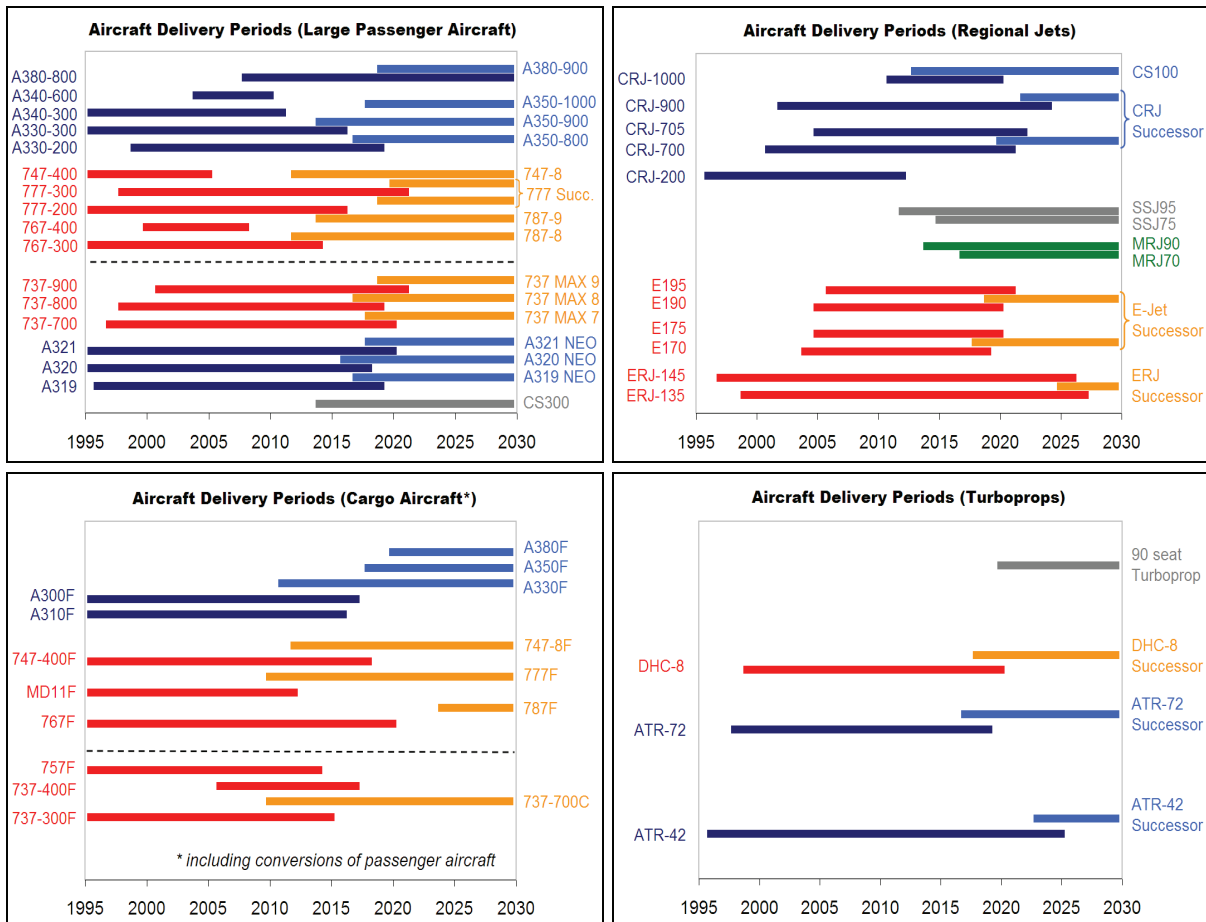 Aircraft Delivery Periods (Large Passenger Aircraft)
A380-800
A380-900
A340-600
A350-1000
A340-300
A350-900
A330-300
A350-800
A330-200
747-400
747-8
777-300
777 Succ.
777-200
787-9
767-400
787-8
767-300
737-900
737 MAX 9
737-800
737 MAX 8
737-700
737 MAX 7
A321
A321 NEO
A320
A320 NEO
A319
A319 NEO
CS300
1995 2000 2005 2010 2015 2020 2025 2030
Aircraft Delivery Periods (Regional Jets)
CRJ-1000
CS100
CRJ-900
CRJ
Successor
CRJ-705
CRJ-700
CRJ-200
SSJ95
SSJ75
MRJ90
MRJ70
E195
E190
E-Jet
Successor
E175
E170
ERJ-145
ERJ
Successor
ERJ-135
1995 2000 2005 2010 2015 2020 2025 2030
Aircraft Delivery Periods (Cargo Aircraft*)
A380F
A350F
A330F
A300F
A310F
747-8F
747-400F
777F
MD11F
787F
767F
757F
737-400F
737-700C
737-300F
* including conversions of passenger aircraft
1995 2000 2005 2010 2015 2020 2025 2030
Aircraft Delivery Periods (Turboprops)
90 seat
Turboprop
DHC-8
DHC-8
Successor
ATR-72
ATR-72
Successor
ATR-42
ATR-42
Successor
1995 2000 2005 2010 2015 2020 2025 2030